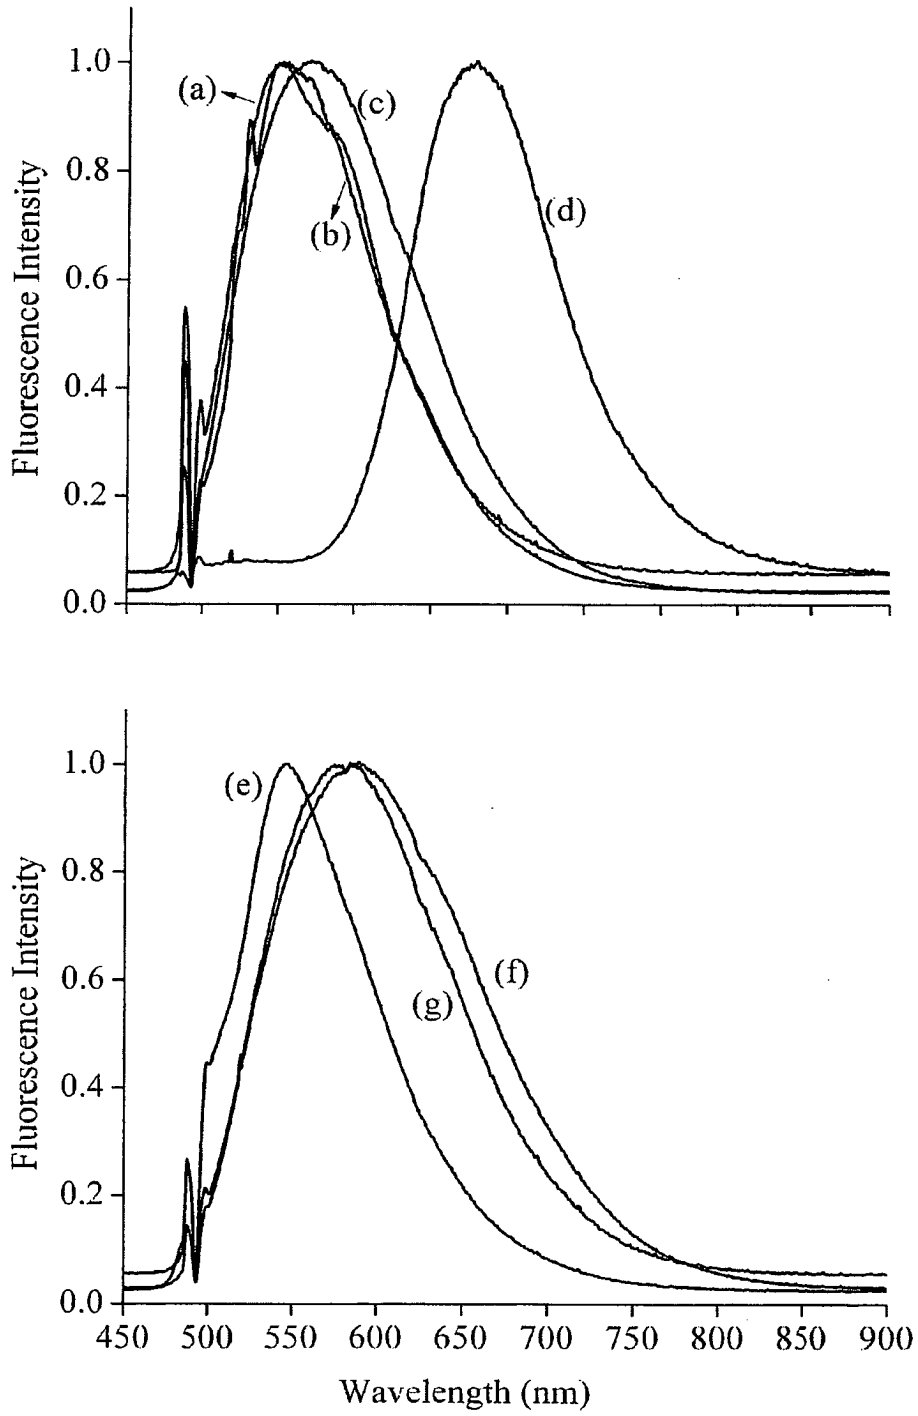 1.0
(a)
(c)
0.8
(d)
(b)
0.6
0.4
0.2
0.0
Fluorescence Intensity
1.0
(e)
0.8
0.6
(f)
(g)
0.4
0.2
0.0
Fluorescence Intensity
450 500 550 600 650 700 750 800 850 900
Wavelength (nm)